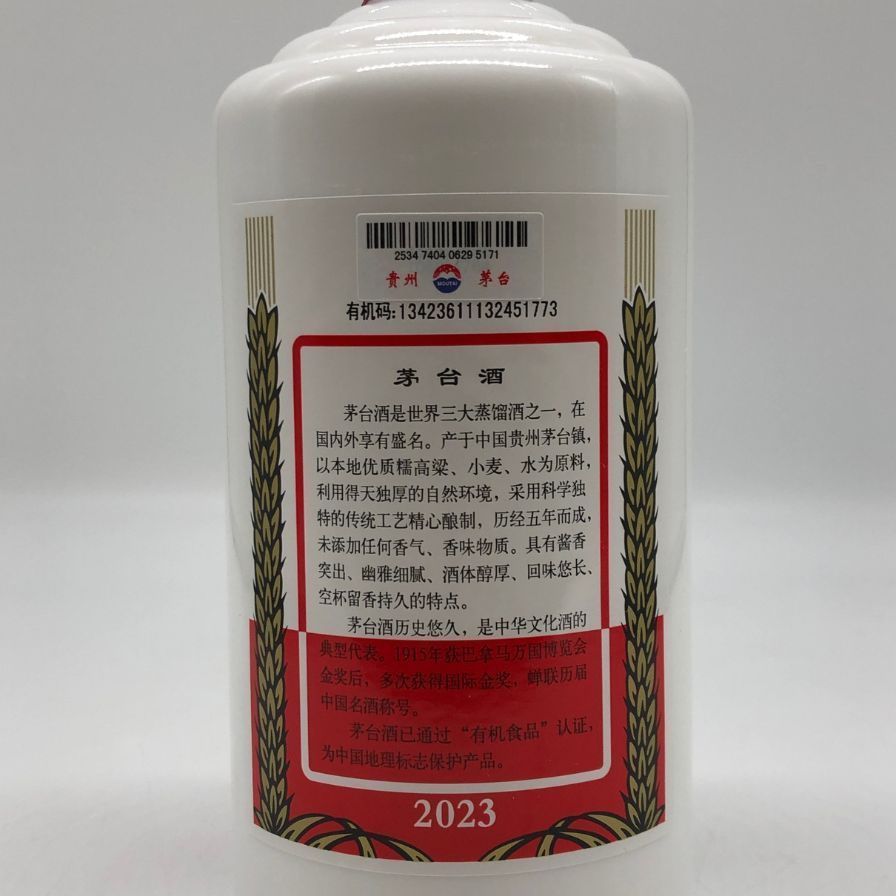 2534 7404 0629 5171
贵州 MOUTAI 茅台
有机码:13423611132451773
茅台酒
茅台酒是世界三大蒸馏酒之一，在
国内外享有盛名。产于中国贵州茅台镇，
以本地优质糯高粱、小麦、水为原料，
利用得天独厚的自然环境，采用科学独
特的传统工艺精心酿制，历经五年而成，
未添加任何香气、香味物质。具有酱香
突出、幽雅细腻、酒体醇厚、回味悠长、
空杯留香持久的特点。
茅台酒历史悠久，是中华文化酒的
典型代表。1915年获巴拿马万国博览会
金奖后，多次获得国际金奖，蝉联历届
中国名酒称号。
茅台酒已通过“有机食品”认证，
为中国地理标志保护产品。
2023